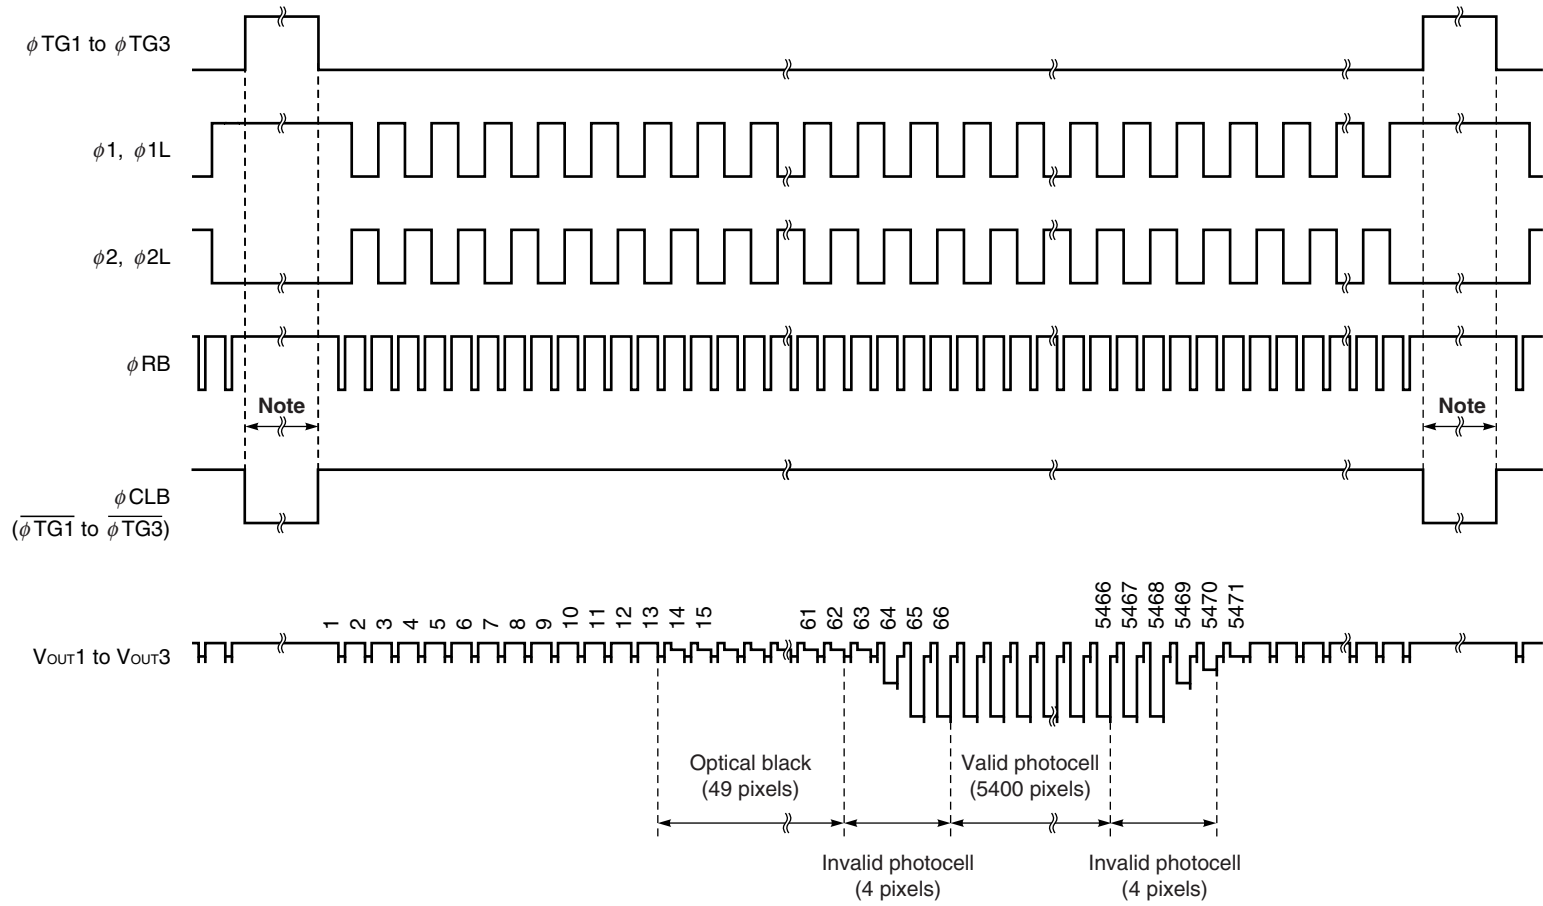 φTG1 to φTG3
φ1, φ1L
φ2, φ2L
φRB
Note
Note
φCLB
(φTG1 to φTG3)
VOUT1 to VOUT3
1 2 3 4 5 6 7 8 9 10 11 12 13 14 15 61 62 63 64 65 66 5466 5467 5468 5469 5470 5471
Optical black
(49 pixels)
Valid photocell
(5400 pixels)
Invalid photocell
(4 pixels)
Invalid photocell
(4 pixels)